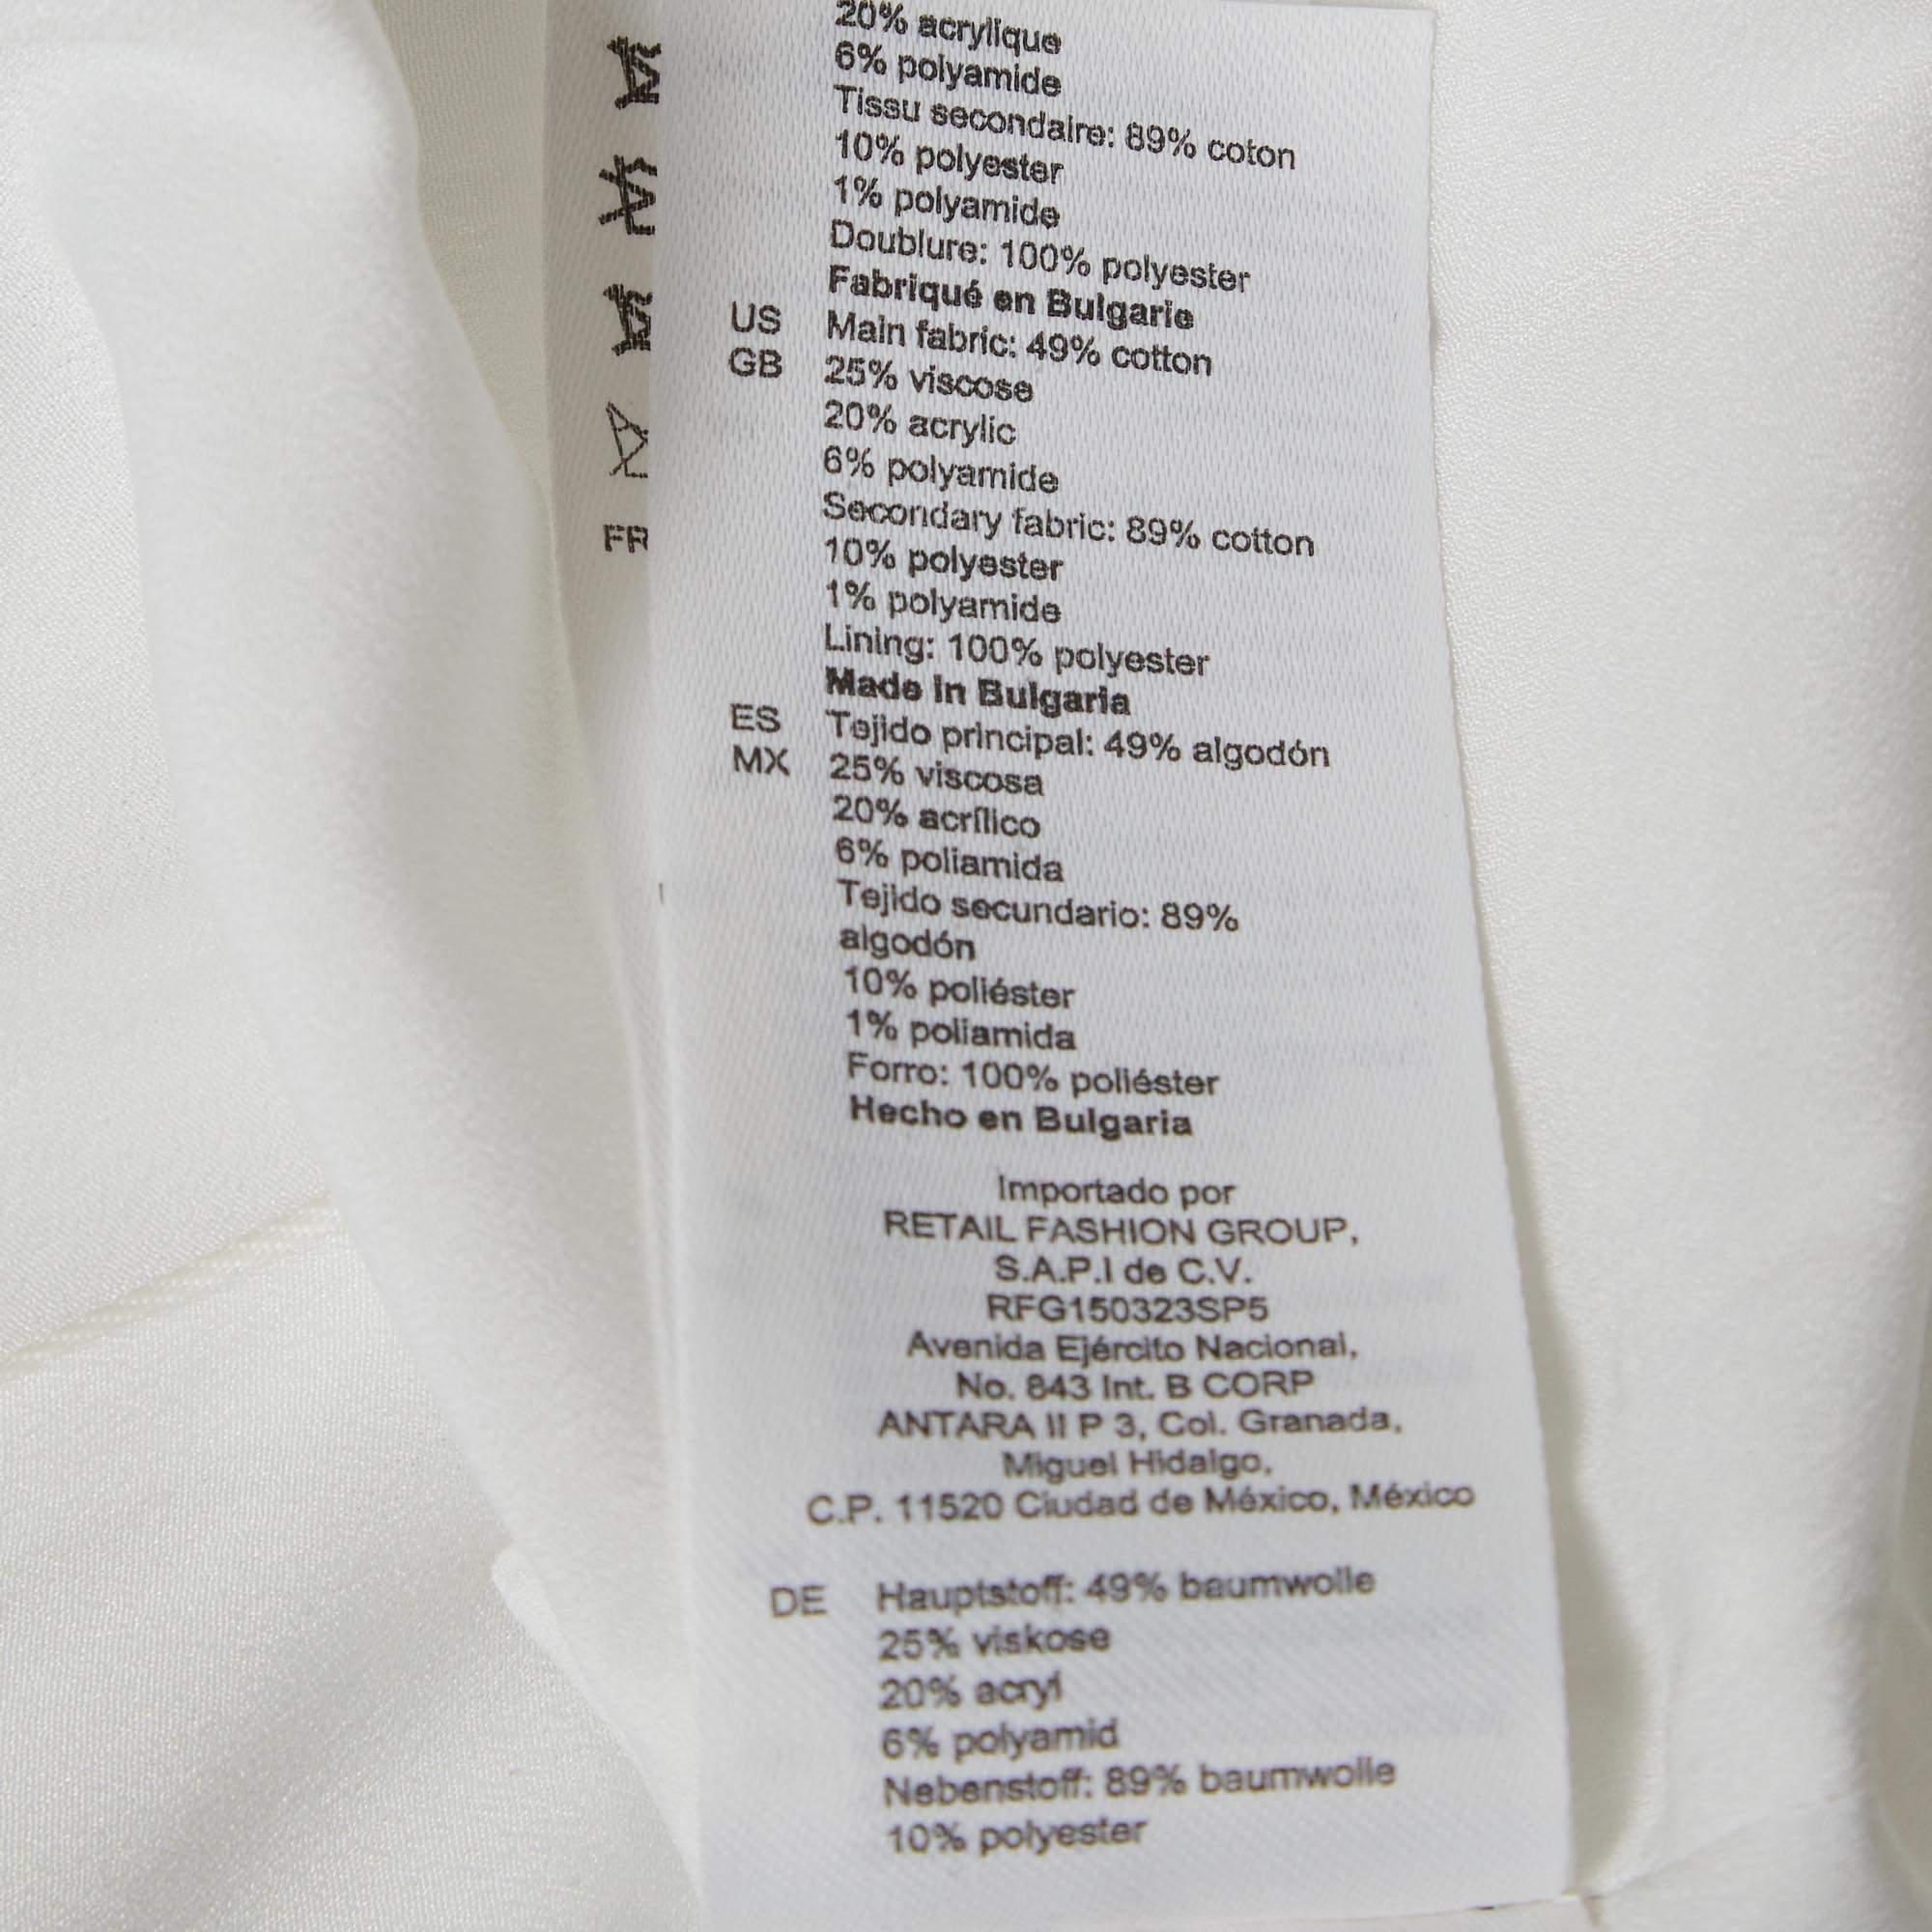 20% acrylique
6% polyamide
Tissu secondaire: 89% coton
10% polyester
1% polyamide
Doublure: 100% polyester
Fabriqué en Bulgarie
US Main fabric: 49% cotton
GB 25% viscose
20% acrylic
6% polyamide
Secondary fabric: 89% cotton
10% polyester
1% polyamide
Lining: 100% polyester
Made in Bulgaria
ES Tejido principal: 49% algodón
MX 25% viscosa
20% acrílico
6% poliamida
Tejido secundario: 89%
algodón
10% poliéster
1% poliamida
Forro: 100% poliéster
Hecho en Bulgaria
Importado por
RETAIL FASHION GROUP,
S.A.P.I de C.V.
RFG150323SP5
Avenida Ejército Nacional,
No. 843 Int. B CORP
ANTARA II P 3, Col. Granada,
Miguel Hidalgo,
C.P. 11520 Ciudad de México, México
DE Hauptstoff: 49% baumwolle
25% viskose
20% acryl
6% polyamid
Nebenstoff: 89% baumwolle
10% polyester
FR